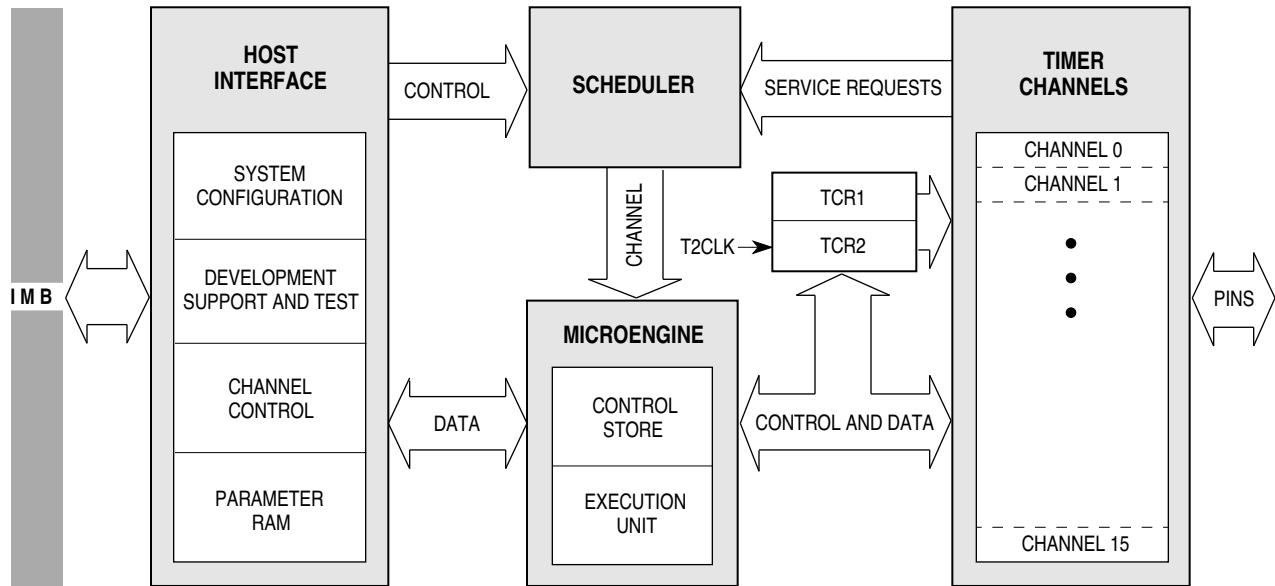 HOST
INTERFACE
CONTROL
SCHEDULER
SERVICE REQUESTS
TIMER
CHANNELS
SYSTEM
CONFIGURATION
DEVELOPMENT
SUPPORT AND TEST
CHANNEL
CONTROL
PARAMETER
RAM
I M B
CHANNEL
T2CLK
TCR1
TCR2
CHANNEL 0
CHANNEL 1
CHANNEL 15
PINS
MICROENGINE
CONTROL
STORE
EXECUTION
UNIT
DATA
CONTROL AND DATA